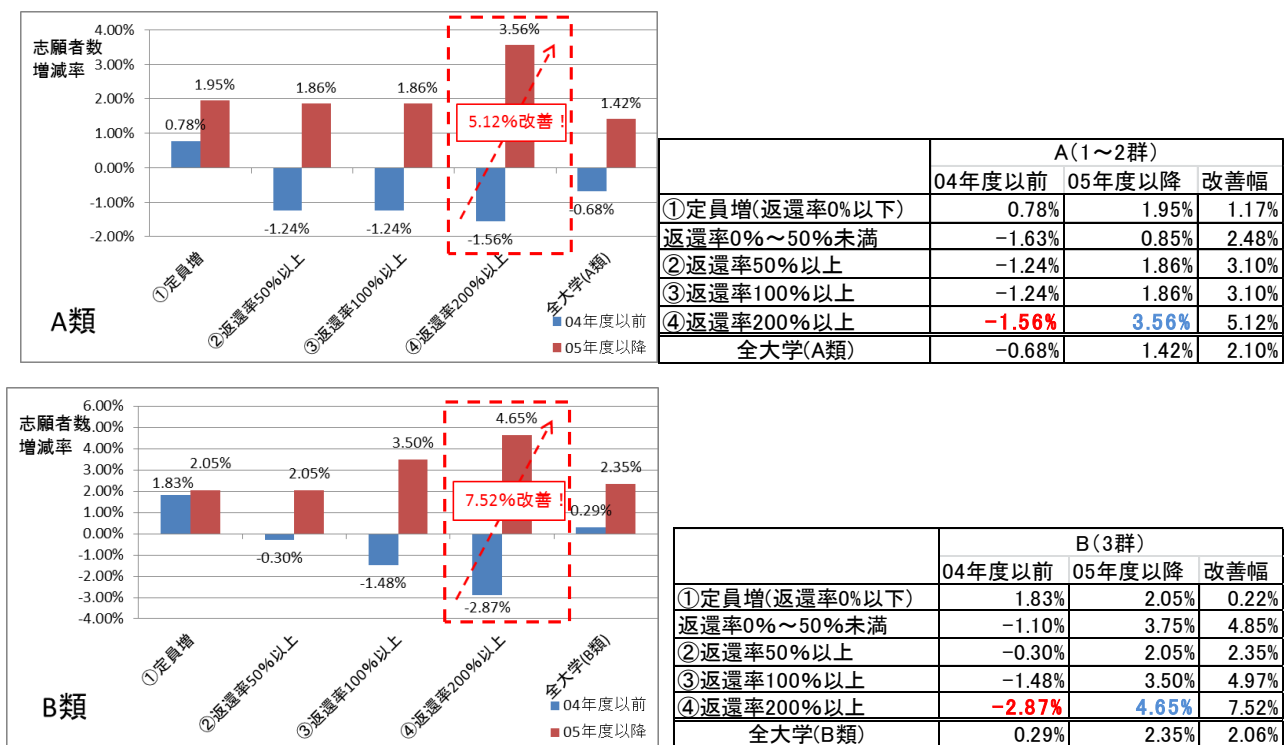 志願者数
増減率
4.00%
3.00%
2.00%
1.00%
0.00%
-1.00%
-2.00%
0.78%
1.95%
-1.24%
1.86%
-1.24%
1.86%
-1.56%
3.56%
-0.68%
1.42%
5.12%改善！
①定員増
②返還率50%以上
③返還率100%以上
④返還率200%以上
全大学(A類)
A類
04年度以前
05年度以降
A(1～2群)
04年度以前 05年度以降 改善幅
①定員増(返還率0%以下) 0.78% 1.95% 1.17%
返還率0%～50%未満 −1.63% 0.85% 2.48%
②返還率50%以上 −1.24% 1.86% 3.10%
③返還率100%以上 −1.24% 1.86% 3.10%
④返還率200%以上 −1.56% 3.56% 5.12%
全大学(A類) −0.68% 1.42% 2.10%
志願者数
増減率
6.00%
5.00%
4.00%
3.00%
2.00%
1.00%
0.00%
-1.00%
-2.00%
-3.00%
-4.00%
1.83%
2.05%
-0.30%
2.05%
-1.48%
3.50%
-2.87%
4.65%
0.29%
2.35%
7.52%改善！
①定員増
②返還率50%以上
③返還率100%以上
④返還率200%以上
全大学(B類)
B類
04年度以前
05年度以降
B(3群)
04年度以前 05年度以降 改善幅
①定員増(返還率0%以下) 1.83% 2.05% 0.22%
返還率0%～50%未満 −1.10% 3.75% 4.85%
②返還率50%以上 −0.30% 2.05% 2.35%
③返還率100%以上 −1.48% 3.50% 4.97%
④返還率200%以上 −2.87% 4.65% 7.52%
全大学(B類) 0.29% 2.35% 2.06%